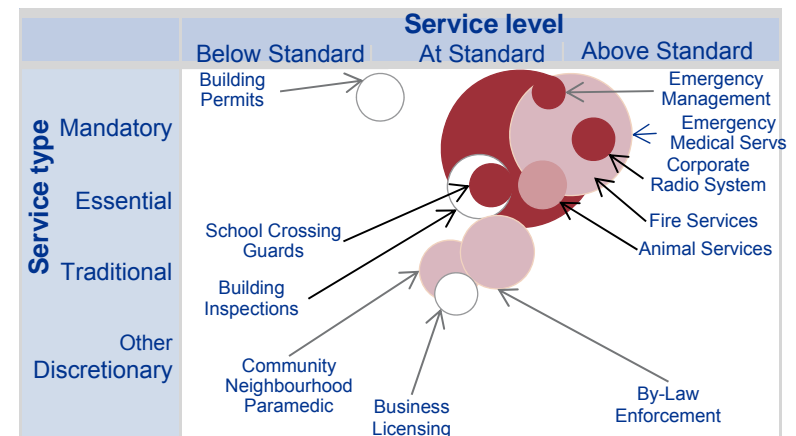 Service level
Below Standard
At Standard
Above Standard
Service type
Mandatory
Essential
Traditional
Other
Discretionary
Building
Permits
Emergency
Management
Emergency
Medical Servs
Corporate
Radio System
Fire Services
Animal Services
School Crossing
Guards
Building
Inspections
Community
Neighbourhood
Paramedic
Business
Licensing
By-Law
Enforcement